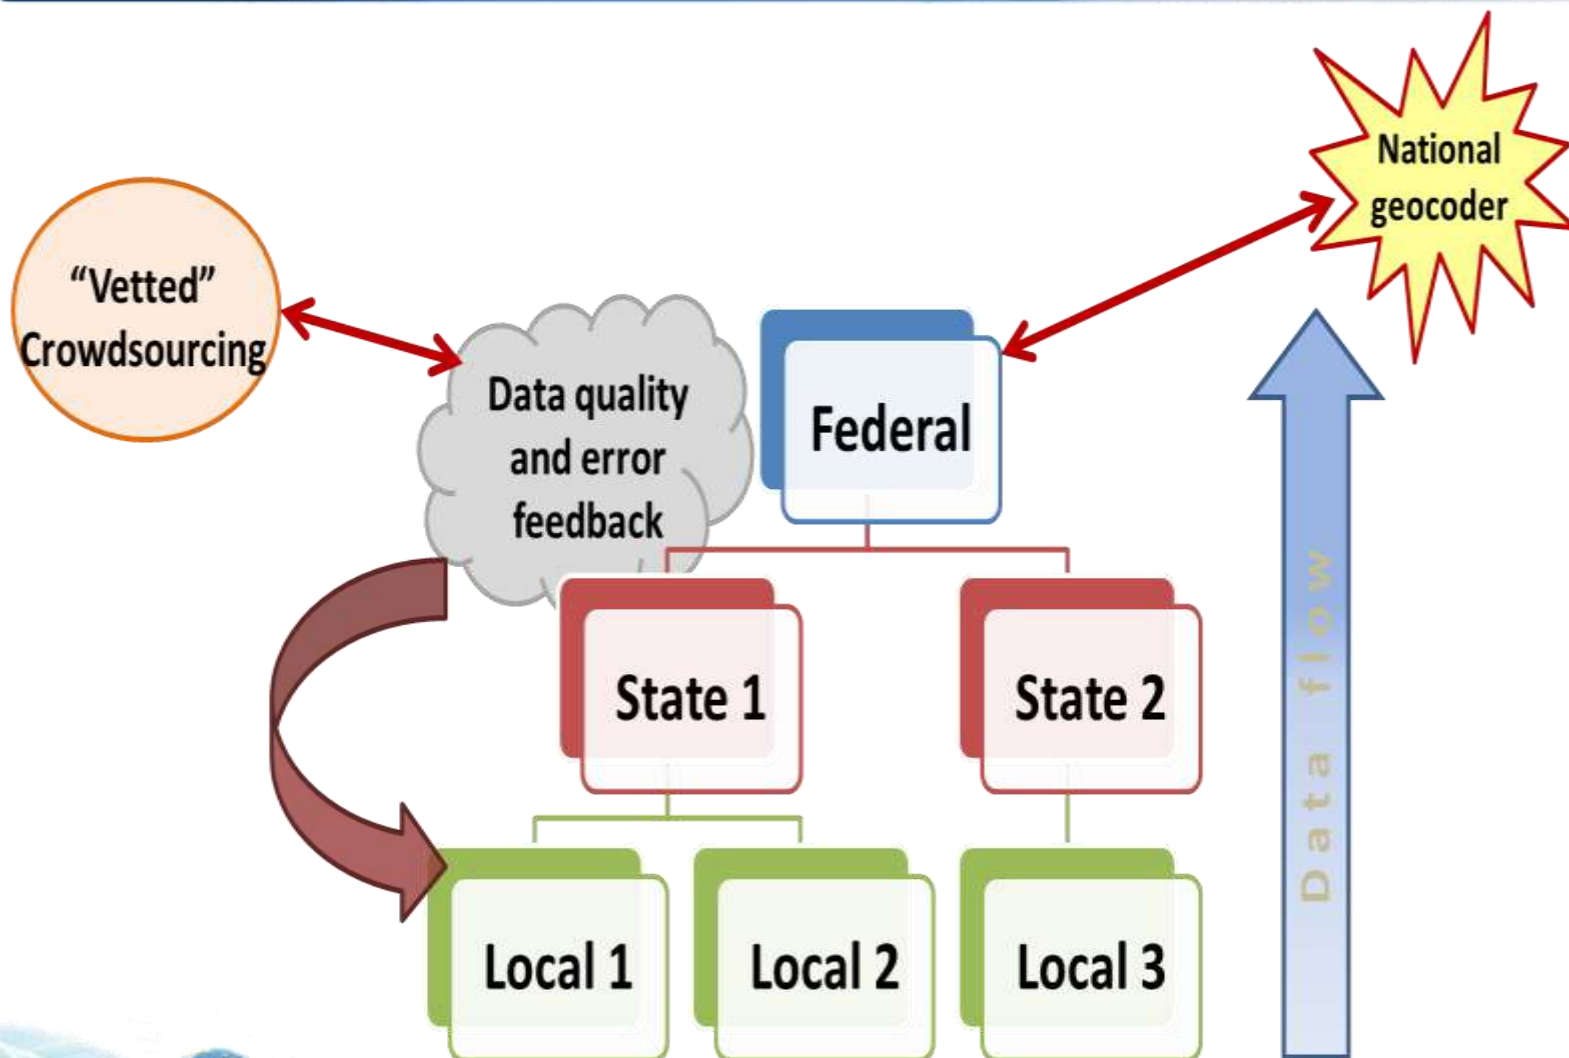 National
geocoder
“Vetted”
Crowdsourcing
Data quality
and error
feedback
Federal
State 1
State 2
Data flow
Local 1
Local 2
Local 3